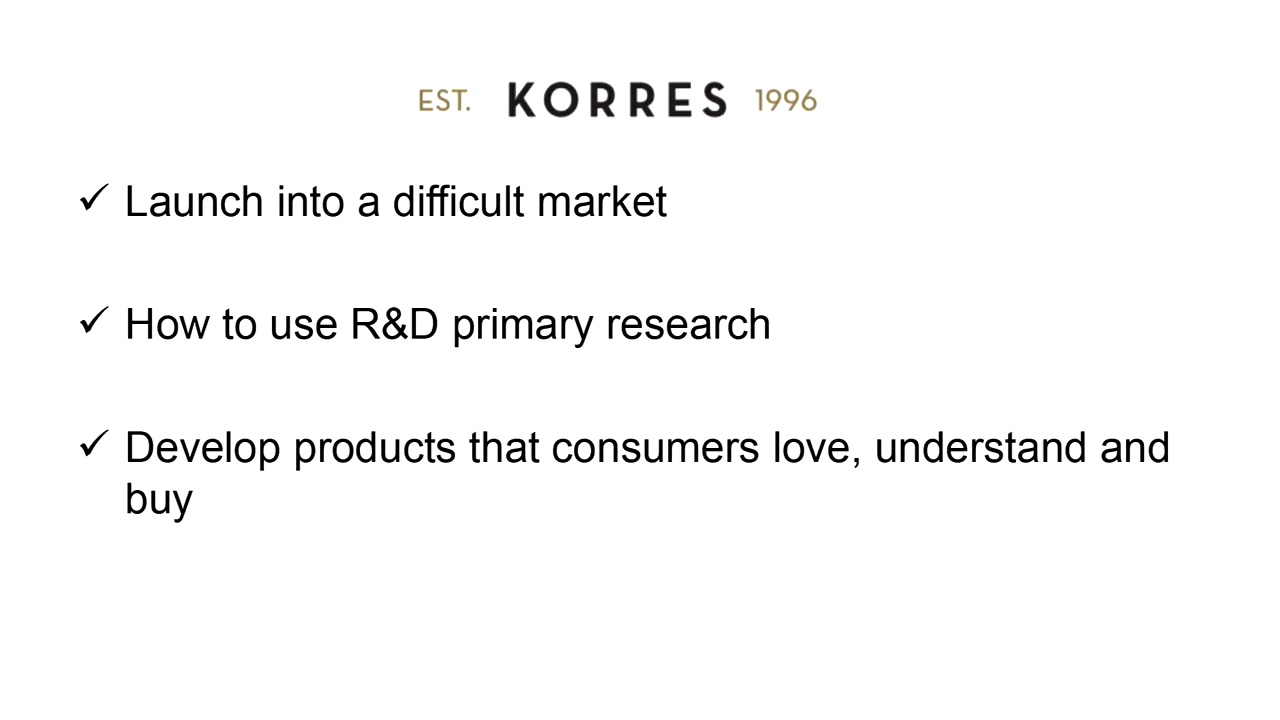 EST. KORRES 1996
✓ Launch into a difficult market
✓ How to use R&D primary research
✓ Develop products that consumers love, understand and
buy